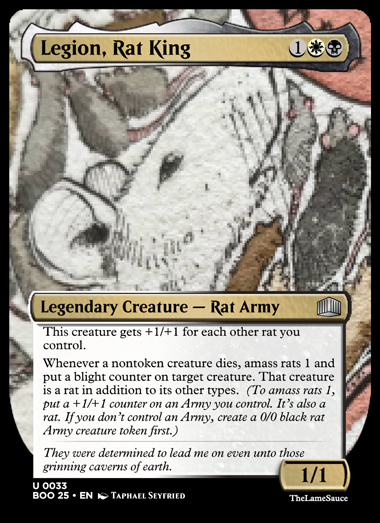 Legion, Rat King 1
Legendary Creature — Rat Army
This creature gets +1/+1 for each other rat you
control.
Whenever a nontoken creature dies, amass rats 1 and
put a blight counter on target creature. That creature
is a rat in addition to its other types. (To amass rats 1,
put a +1/+1 counter on an Army you control. It's also a
rat. If you don't control an Army, create a 0/0 black rat
Army creature token first.)
They were determined to lead me on even unto those
grinning caverns of earth.
1/1
U 0033
BOO 25 • EN Taphael Seyfried
TheLameSauce